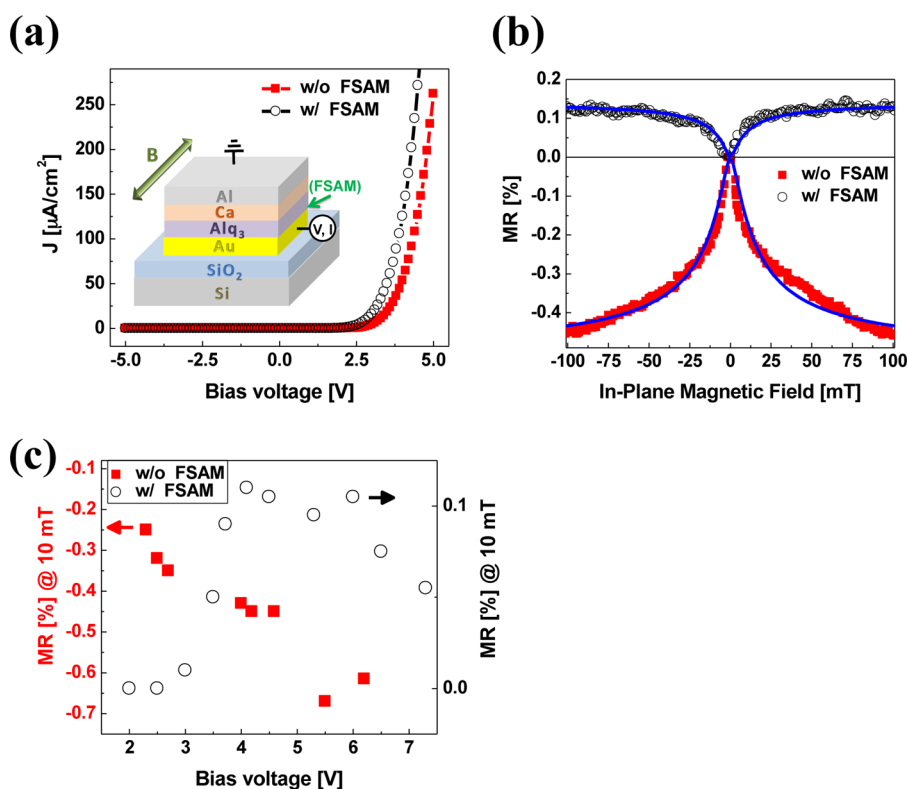 (a)
J [µA/cm²]
250
200
150
100
50
0
w/o FSAM
w/ FSAM
B
(FSAM)
Al
Ca
Alq₃
Au
V, I
SiO₂
Si
-5.0 -2.5 0.0 2.5 5.0
Bias voltage [V]
(b)
MR [%]
0.2
0.1
0.0
-0.1
-0.2
-0.3
-0.4
w/o FSAM
w/ FSAM
-100 -75 -50 -25 0 25 50 75 100
In-Plane Magnetic Field [mT]
(c)
MR [%] @ 10 mT
-0.1
-0.2
-0.3
-0.4
-0.5
-0.6
-0.7
w/o FSAM
w/ FSAM
0.1
0.0
MR [%] @ 10 mT
2 3 4 5 6 7
Bias voltage [V]